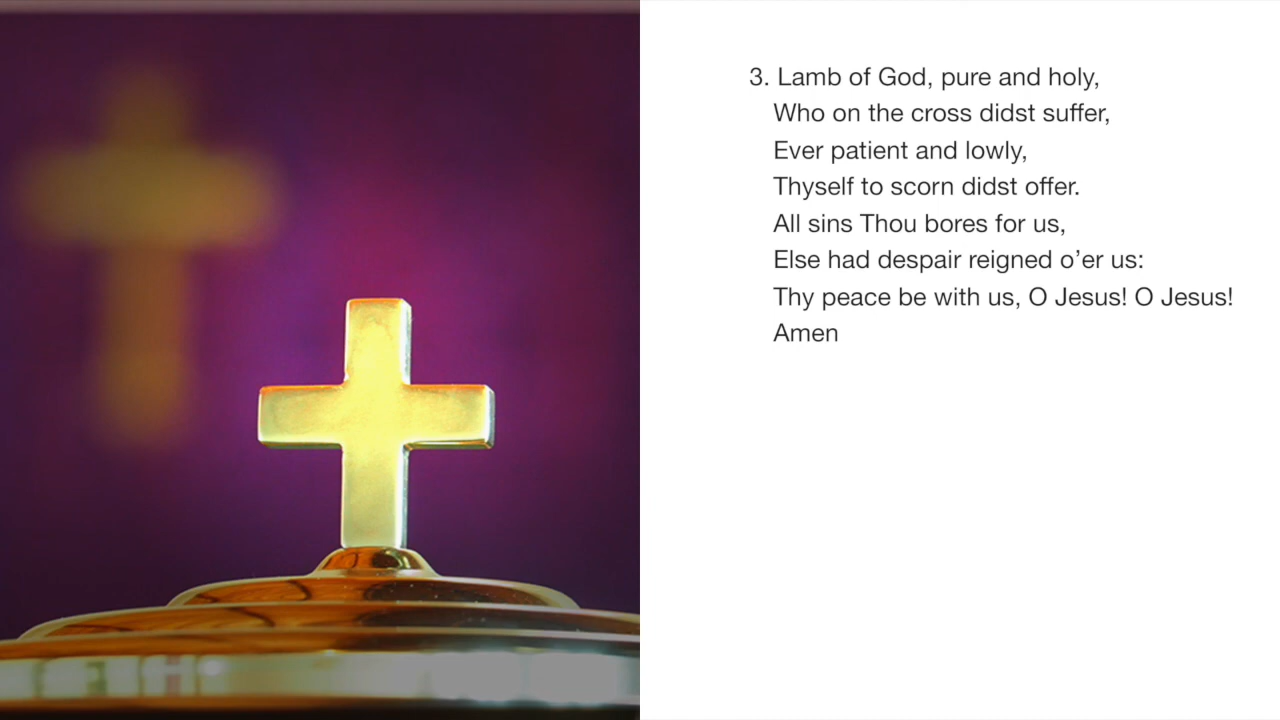 3. Lamb of God, pure and holy,
Who on the cross didst suffer,
Ever patient and lowly,
Thyself to scorn didst offer.
All sins Thou bores for us,
Else had despair reigned o’er us:
Thy peace be with us, O Jesus! O Jesus!
Amen